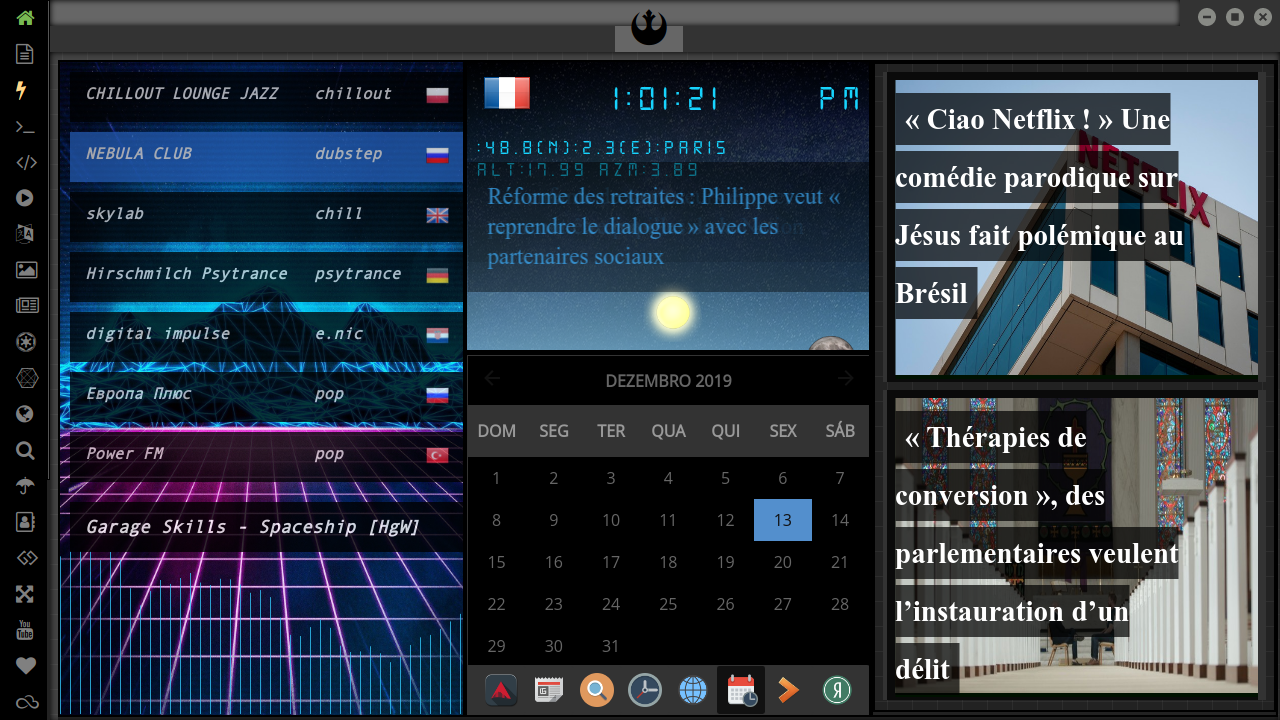 CHILLOUT LOUNGE JAZZ chillout
NEBULA CLUB dubstep
skylab chill
Hirschmilch Psytrance psytrance
digital impulse e.nic
Европа Плюс pop
Power FM pop
Garage Skills - Spaceship [HgW]
1:01:21 PM
:48.8(N):2.3(E):PARIS
ALT:17.99 AZM:3.89
Réforme des retraites : Philippe veut «
reprendre le dialogue » avec les
partenaires sociaux
DEZEMBRO 2019
DOM SEG TER QUA QUI SEX SÁB
1 2 3 4 5 6 7
8 9 10 11 12 13 14
15 16 17 18 19 20 21
22 23 24 25 26 27 28
29 30 31
Я
« Ciao Netflix ! » Une
comédie parodique sur
Jésus fait polémique au
Brésil
NETFLIX
« Thérapies de
conversion », des
parlementaires veulent
l’instauration d’un
délit
You
Tube